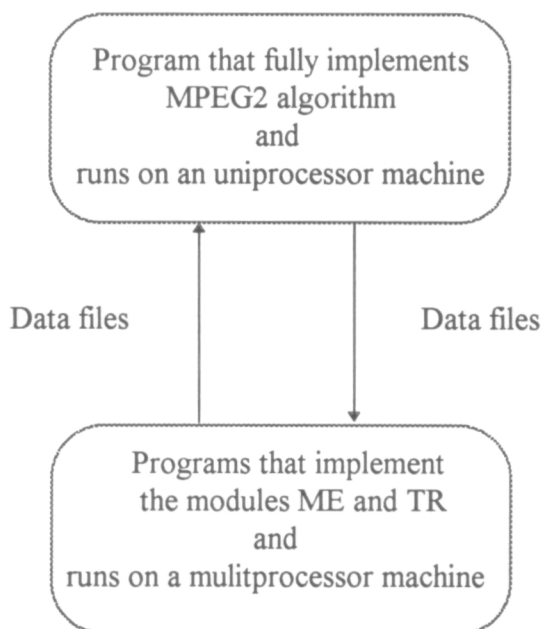 Program that fully implements
MPEG2 algorithm
and
runs on an uniprocessor machine
Data files
Data files
Programs that implement
the modules ME and TR
and
runs on a mulitprocessor machine